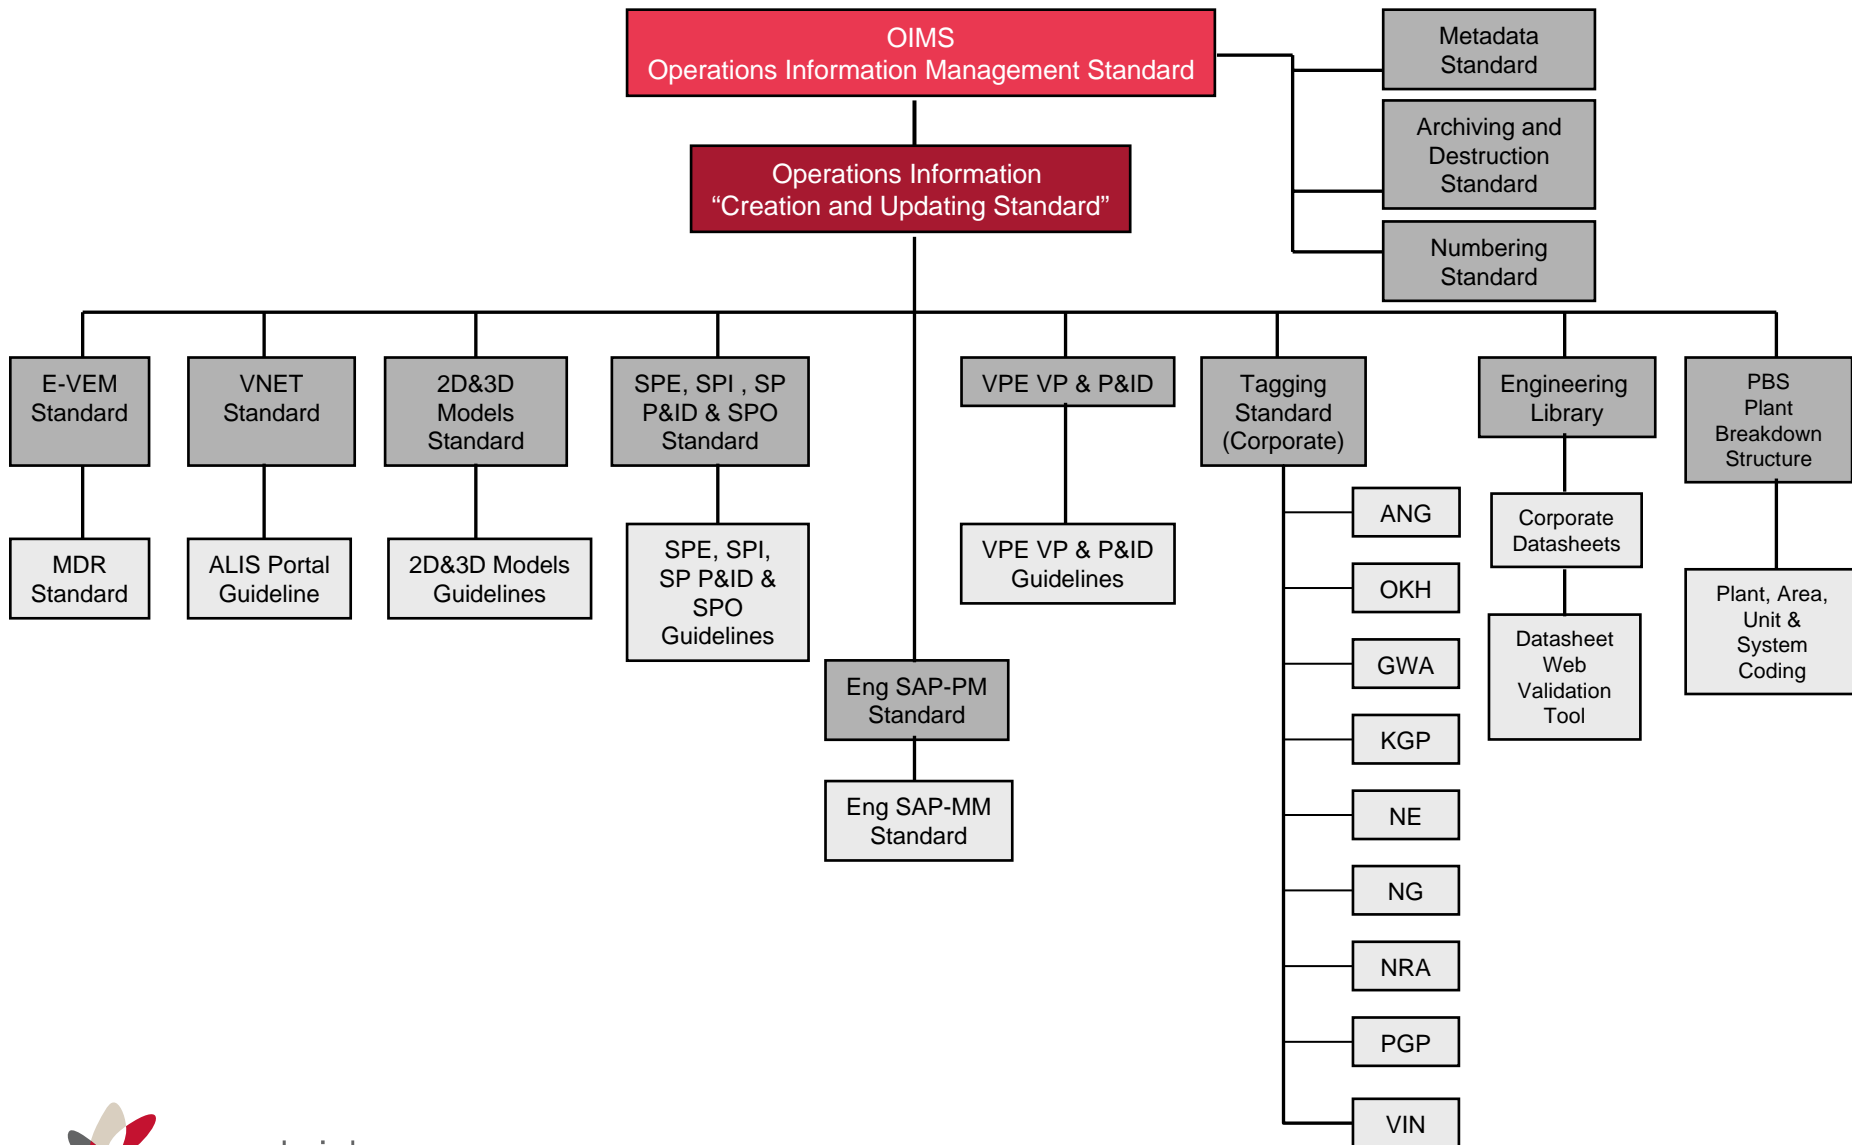 OIMS
Operations Information Management Standard
Metadata
Standard
Archiving and
Destruction
Standard
Numbering
Standard
Operations Information
“Creation and Updating Standard”
E-VEM
Standard
VNET
Standard
2D&3D
Models
Standard
SPE, SPI , SP
P&ID & SPO
Standard
VPE VP & P&ID
Tagging
Standard
(Corporate)
Engineering
Library
PBS
Plant
Breakdown
Structure
MDR
Standard
ALIS Portal
Guideline
2D&3D Models
Guidelines
SPE, SPI,
SP P&ID &
SPO
Guidelines
VPE VP & P&ID
Guidelines
Eng SAP-PM
Standard
Eng SAP-MM
Standard
ANG
OKH
GWA
KGP
NE
NG
NRA
PGP
VIN
Corporate
Datasheets
Datasheet
Web
Validation
Tool
Plant, Area,
Unit &
System
Coding